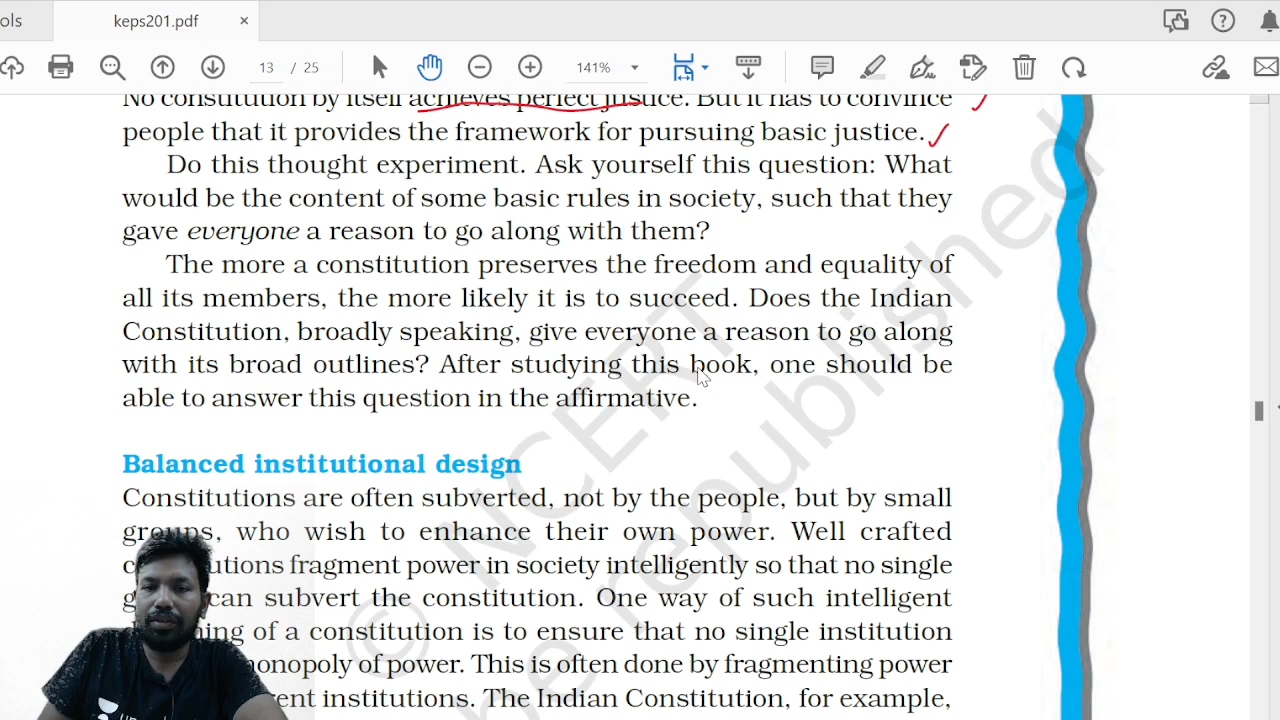 ols
keps201.pdf
×
13 / 25
141%
No constitution by itself achieves perfect justice. But it has to convince
people that it provides the framework for pursuing basic justice.
Do this thought experiment. Ask yourself this question: What
would be the content of some basic rules in society, such that they
gave everyone a reason to go along with them?
The more a constitution preserves the freedom and equality of
all its members, the more likely it is to succeed. Does the Indian
Constitution, broadly speaking, give everyone a reason to go along
with its broad outlines? After studying this book, one should be
able to answer this question in the affirmative.
Balanced institutional design
Constitutions are often subverted, not by the people, but by small
groups, who wish to enhance their own power. Well crafted
utions fragment power in society intelligently so that no single
can subvert the constitution. One way of such intelligent
ing of a constitution is to ensure that no single institution
monopoly of power. This is often done by fragmenting power
rent institutions. The Indian Constitution, for example,
© NCERT
be republished